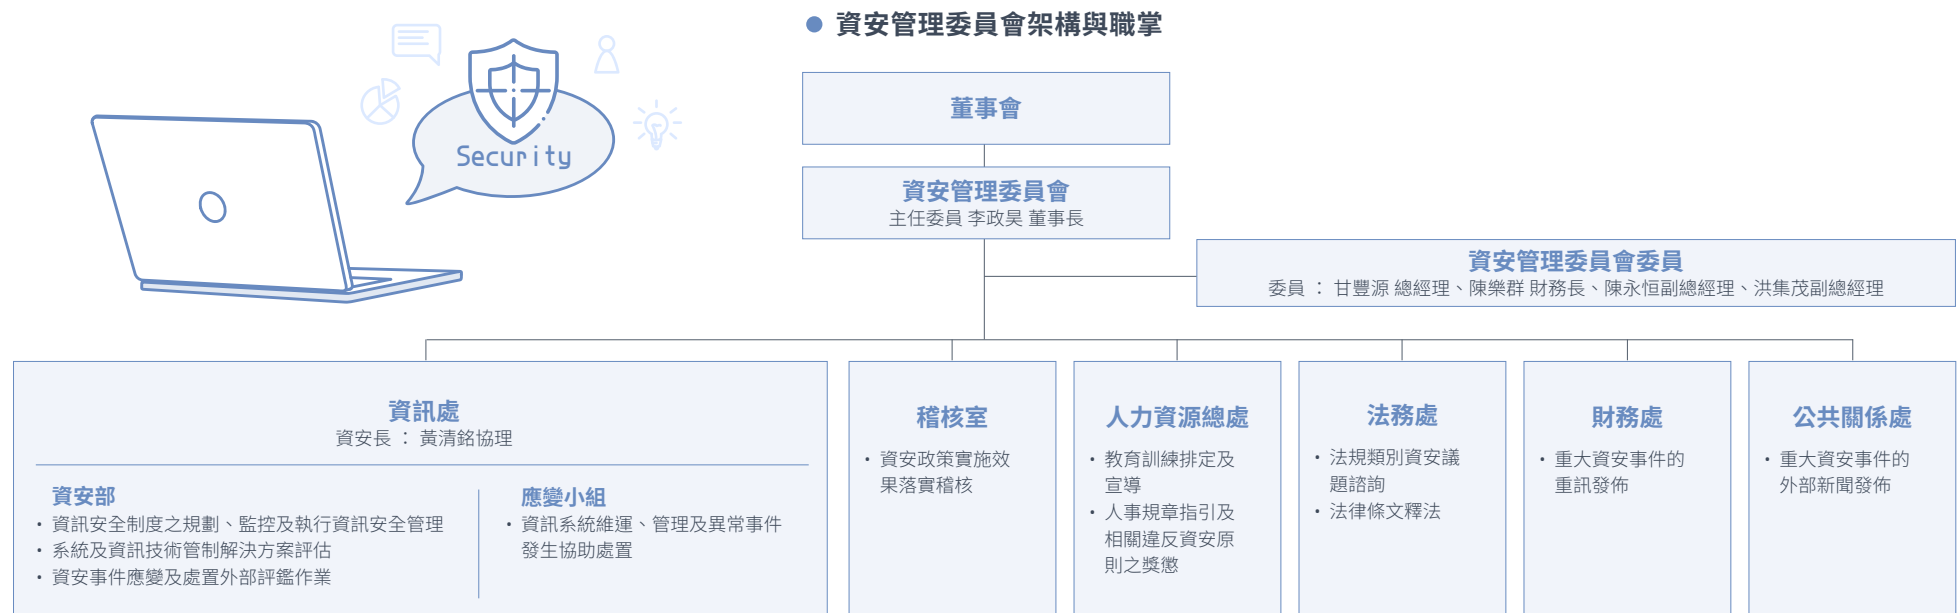 資安管理委員會架構與職掌
Security
董事會
資安管理委員會
主任委員 李政昊 董事長
資安管理委員會委員
委員 ： 甘豐源 總經理、陳樂群 財務長、陳永恒副總經理、洪集茂副總經理
資訊處
資安長 ： 黃清銘協理
資安部
・ 資訊安全制度之規劃、監控及執行資訊安全管理
・ 系統及資訊技術管制解決方案評估
・ 資安事件應變及處置外部評鑑作業
應變小組
・ 資訊系統維運、管理及異常事件
發生協助處置
稽核室
・ 資安政策實施效
果落實稽核
人力資源總處
・ 教育訓練排定及
宣導
・ 人事規章指引及
相關違反資安原
則之獎懲
法務處
・ 法規類別資安議
題諮詢
・ 法律條文釋法
財務處
・ 重大資安事件的
重訊發佈
公共關係處
・ 重大資安事件的
外部新聞發佈